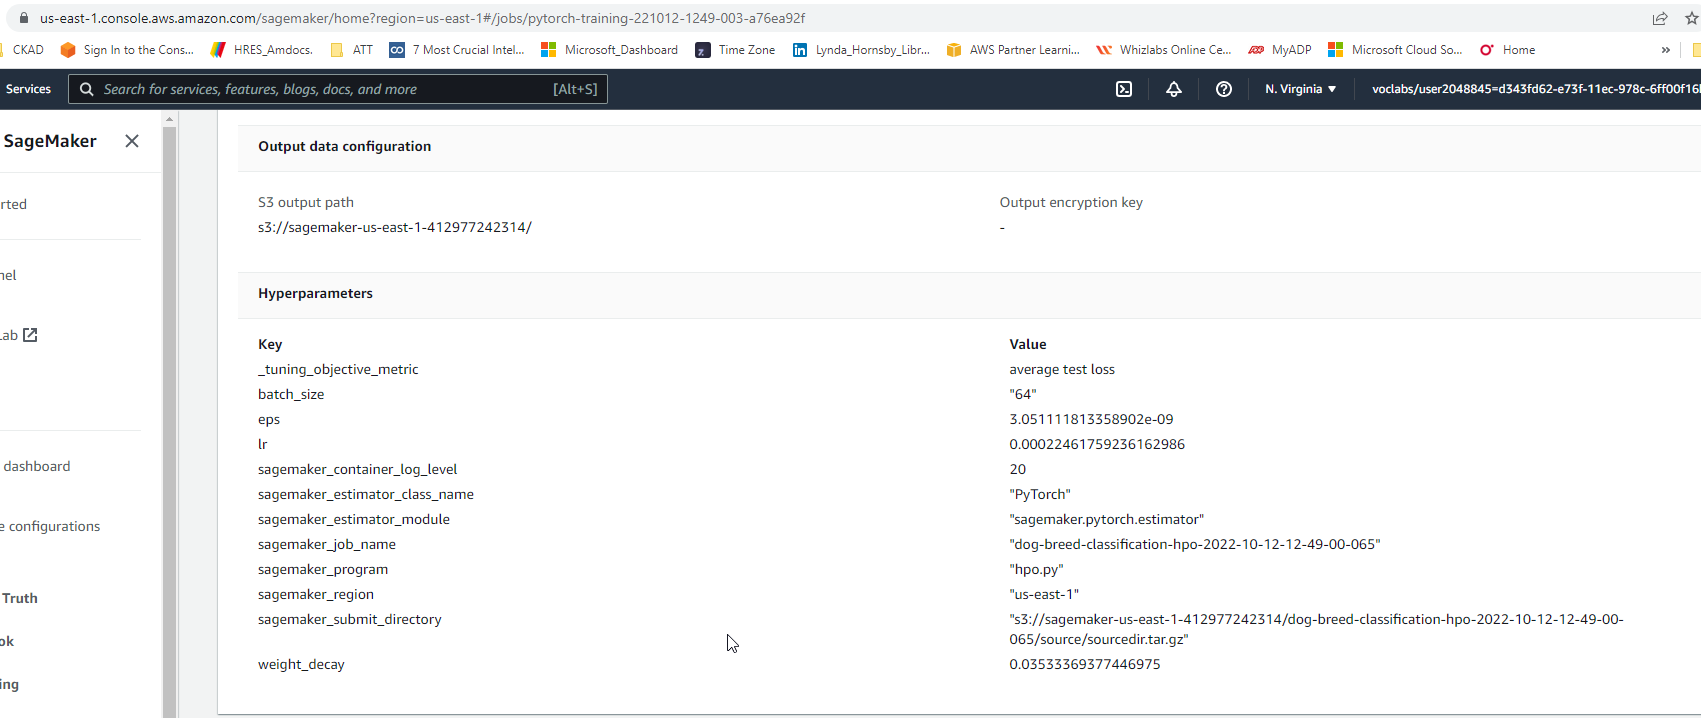 us-east-1.console.aws.amazon.com/sagemaker/home?region=us-east-1#/jobs/pytorch-training-221012-1249-003-a76ea92f
CKAD Sign In to the Cons... HRES_Amdocs. ATT 7 Most Crucial Intel... Microsoft_Dashboard Time Zone Lynda_Hornsby_Libr... AWS Partner Learni... Whizlabs Online Ce... MyADP Microsoft Cloud So... Home »
Services Search for services, features, blogs, docs, and more [Alt+S] N. Virginia voclabs/user2048845=d343fd62-e73f-11ec-978c-6ff00f16
SageMaker
rted
nel
Lab
dashboard
e configurations
Truth
ok
ing
Output data configuration
S3 output path Output encryption key
s3://sagemaker-us-east-1-412977242314/ -
Hyperparameters
Key Value
_tuning_objective_metric average test loss
batch_size "64"
eps 3.051111813358902e-09
lr 0.00022461759236162986
sagemaker_container_log_level 20
sagemaker_estimator_class_name "PyTorch"
sagemaker_estimator_module "sagemaker.pytorch.estimator"
sagemaker_job_name "dog-breed-classification-hpo-2022-10-12-12-49-00-065"
sagemaker_program "hpo.py"
sagemaker_region "us-east-1"
sagemaker_submit_directory "s3://sagemaker-us-east-1-412977242314/dog-breed-classification-hpo-2022-10-12-12-49-00-
065/source/sourcedir.tar.gz"
weight_decay 0.03533369377446975